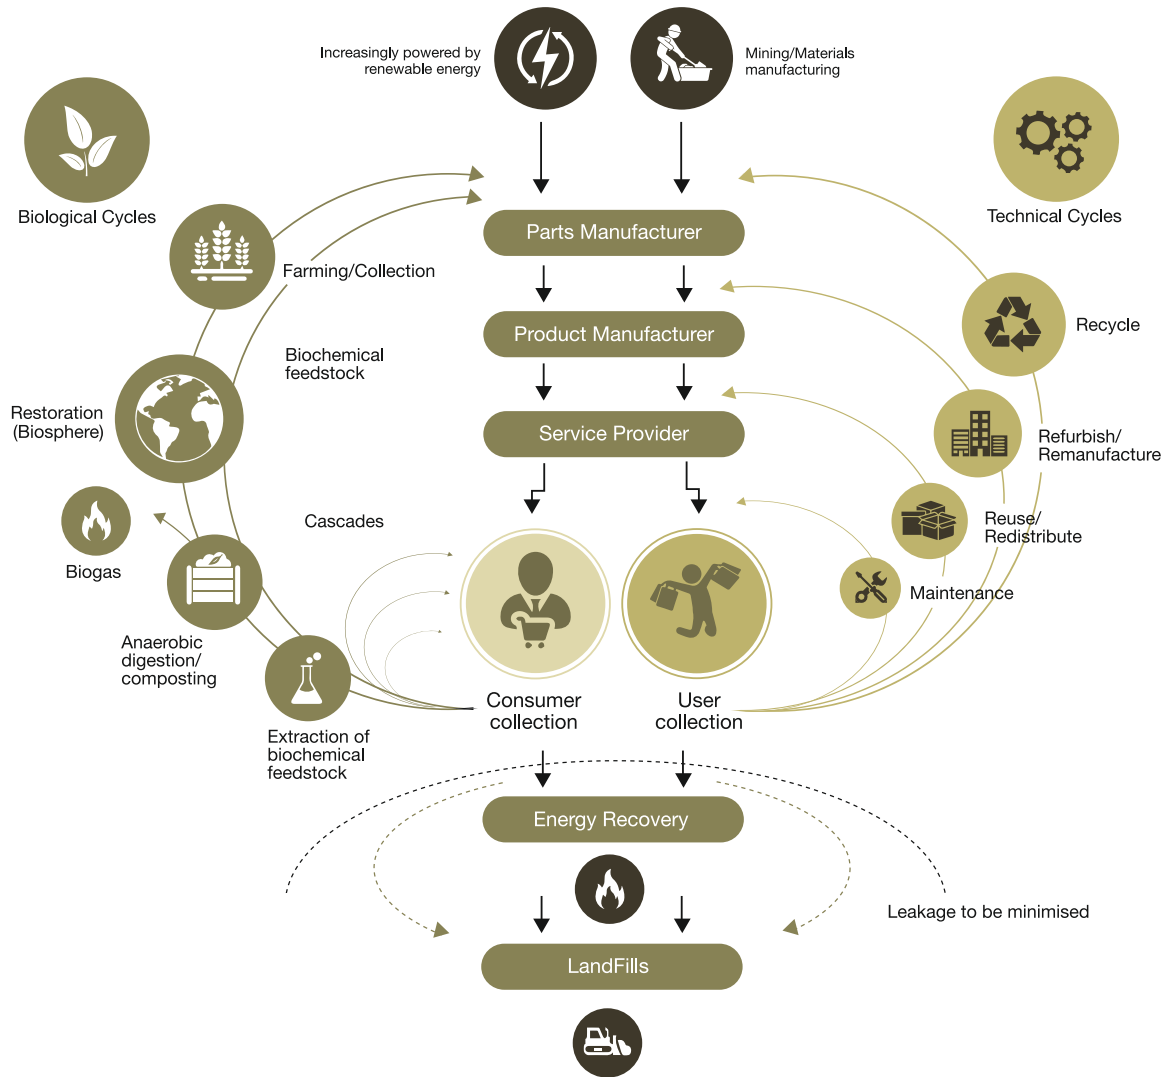 Increasingly powered by
renewable energy
Mining/Materials
manufacturing
Biological Cycles
Technical Cycles
Parts Manufacturer
Farming/Collection
Recycle
Product Manufacturer
Biochemical
feedstock
Restoration
(Biosphere)
Service Provider
Refurbish/
Remanufacture
Cascades
Reuse/
Redistribute
Biogas
Maintenance
Anaerobic
digestion/
composting
Consumer
collection
User
collection
Extraction of
biochemical
feedstock
Energy Recovery
Leakage to be minimised
LandFills